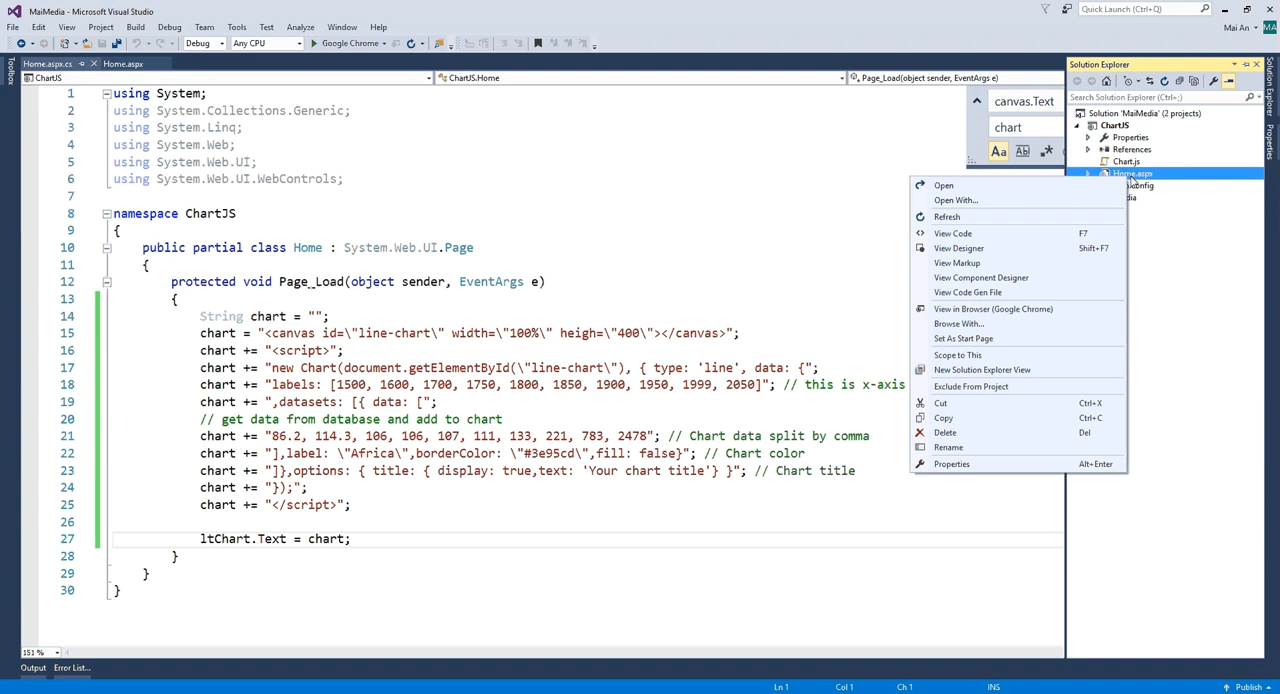 MaiMedia - Microsoft Visual Studio
Quick Launch (Ctrl+Q)
File Edit View Project Build Debug Team Tools Test Analyze Window Help
Mai An
MA
Debug Any CPU Google Chrome
Toolbox
Home.aspx.cs Home.aspx
ChartJS ChartJS.Home Page_Load(object sender, EventArgs e)
1 using System;
2 using System.Collections.Generic;
3 using System.Linq;
4 using System.Web;
5 using System.Web.UI;
6 using System.Web.UI.WebControls;
7
8 namespace ChartJS
9 {
10 public partial class Home : System.Web.UI.Page
11 {
12 protected void Page_Load(object sender, EventArgs e)
13 {
14 String chart = "";
15 chart = "<canvas id=\"line-chart\" width=\"100%\" heigh=\"400\"></canvas>";
16 chart += "<script>";
17 chart += "new Chart(document.getElementById(\"line-chart\"), { type: 'line', data: {";
18 chart += "labels: [1500, 1600, 1700, 1750, 1800, 1850, 1900, 1950, 1999, 2050]"; // this is x-axis
19 chart += ",datasets: [{ data: [";
20 // get data from database and add to chart
21 chart += "86.2, 114.3, 106, 106, 107, 111, 133, 221, 783, 2478"; // Chart data split by comma
22 chart += "],label: \"Africa\",borderColor: \"#3e95cd\",fill: false}"; // Chart color
23 chart += "]},options: { title: { display: true,text: 'Your chart title'} }"; // Chart title
24 chart += "});";
25 chart += "</script>";
26
27 ltChart.Text = chart;
28 }
29 }
30 }
canvas.Text
chart
Aa Ab .*
Open
Open With...
Refresh
View Code F7
View Designer Shift+F7
View Markup
View Component Designer
View Code Gen File
View in Browser (Google Chrome)
Browse With...
Set As Start Page
Scope to This
New Solution Explorer View
Exclude From Project
Cut Ctrl+X
Copy Ctrl+C
Delete Del
Rename
Properties Alt+Enter
Solution Explorer
Search Solution Explorer (Ctrl+;)
Solution 'MaiMedia' (2 projects)
ChartJS
Properties
References
Chart.js
Home.aspx
Solution Explorer
Properties
151 %
Output Error List...
Ln 1 Col 1 Ch 1 INS Publish